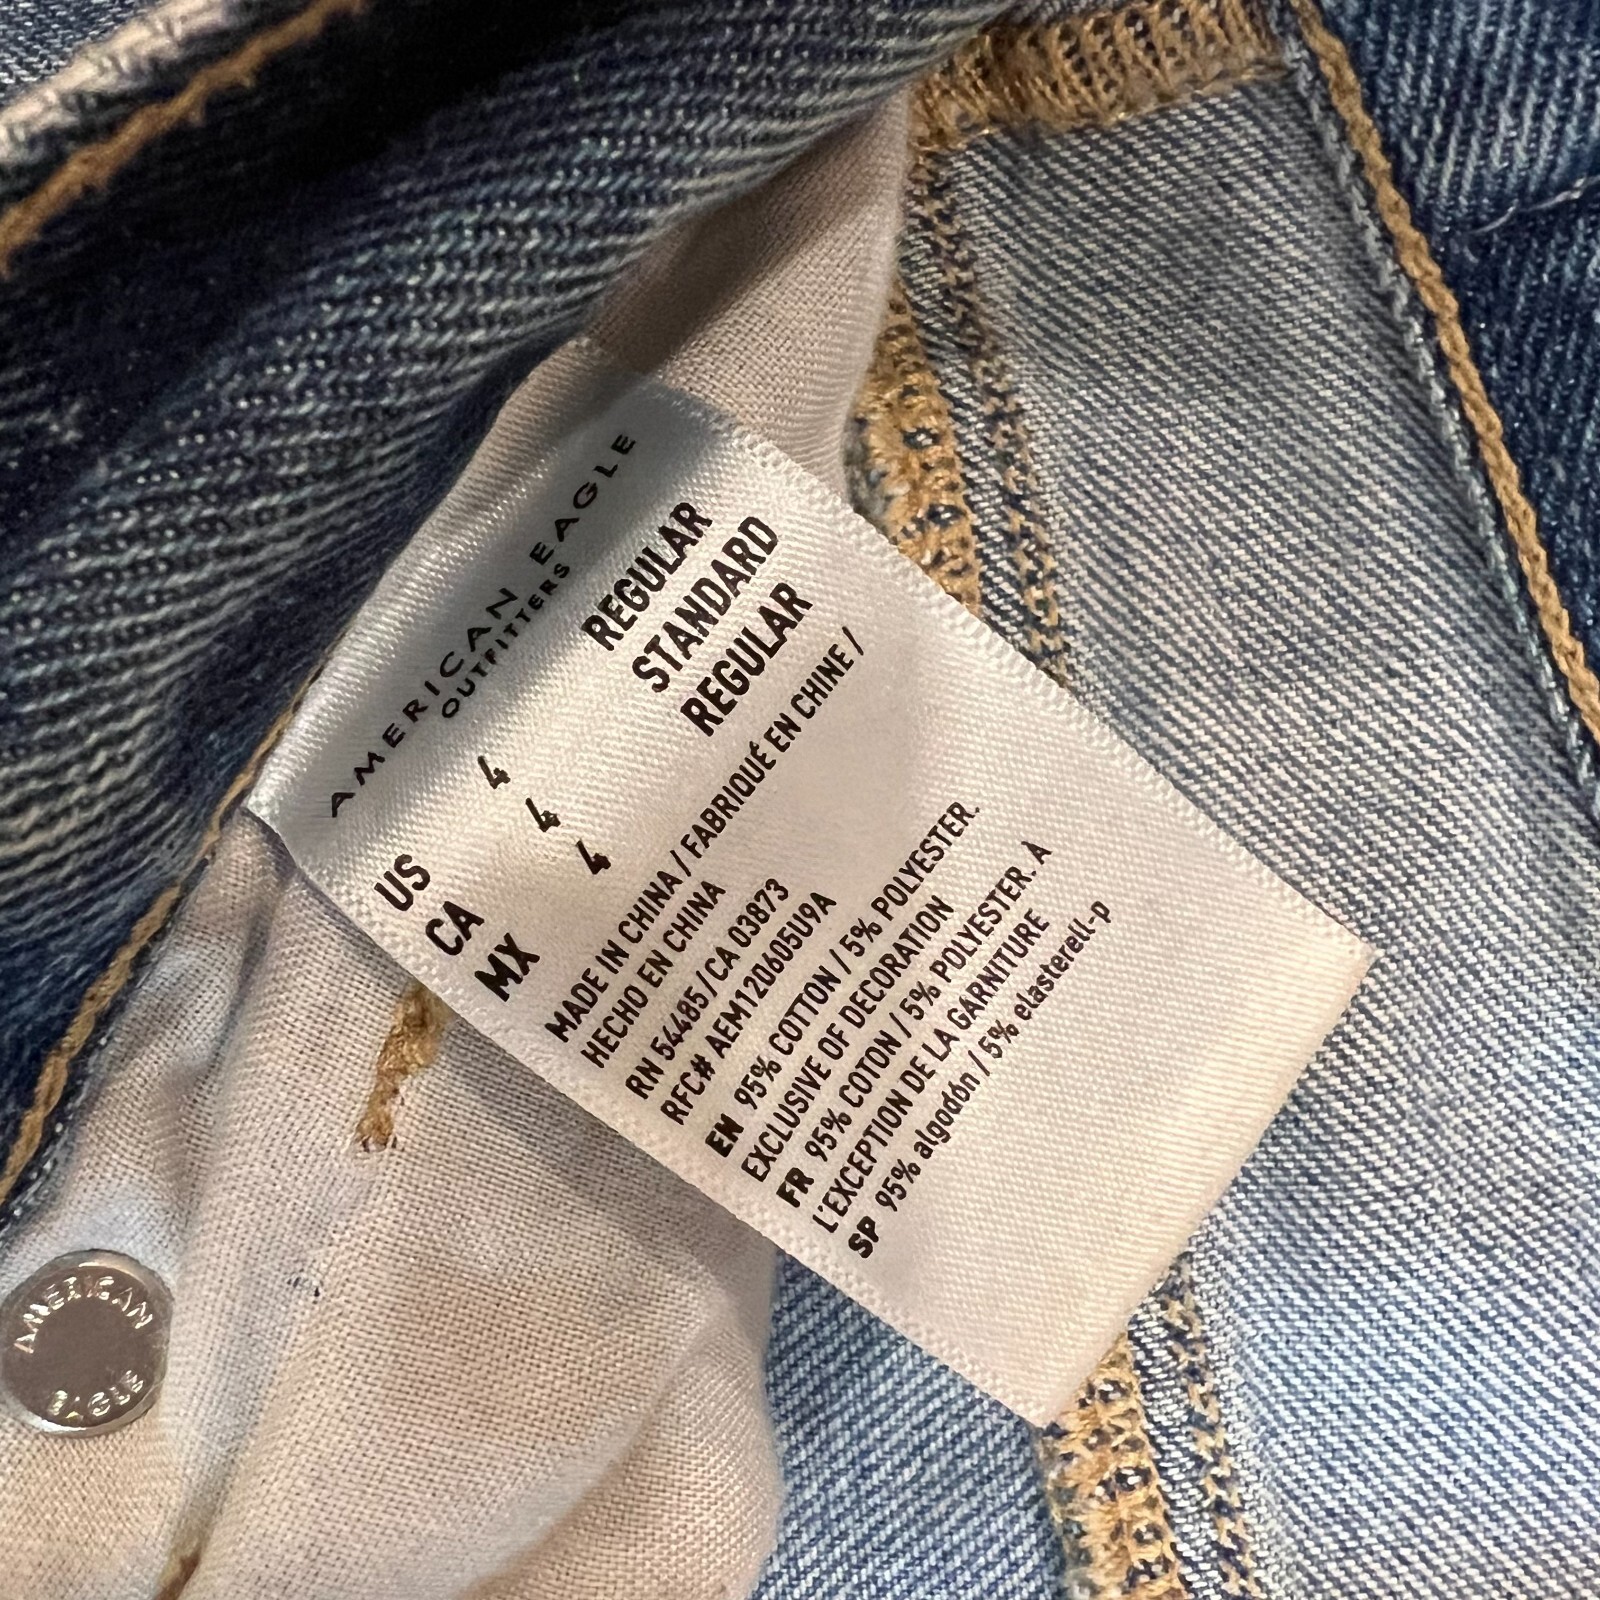 AMERICAN EAGLE
OUTFITTERS
US 4 REGULAR
CA 4 STANDARD
MX 4 REGULAR
MADE IN CHINA / FABRIQUÉ EN CHINE /
HECHO EN CHINA
RN 54485/CA 03873
RFC# AEM120605U9A
EN 95% COTTON / 5% POLYESTER.
EXCLUSIVE OF DECORATION
FR 95% COTON / 5% POLYESTER. À
L'EXCEPTION DE LA GARNITURE
SP 95% algodón / 5% elasterell-p
AMERICAN
EAGLE